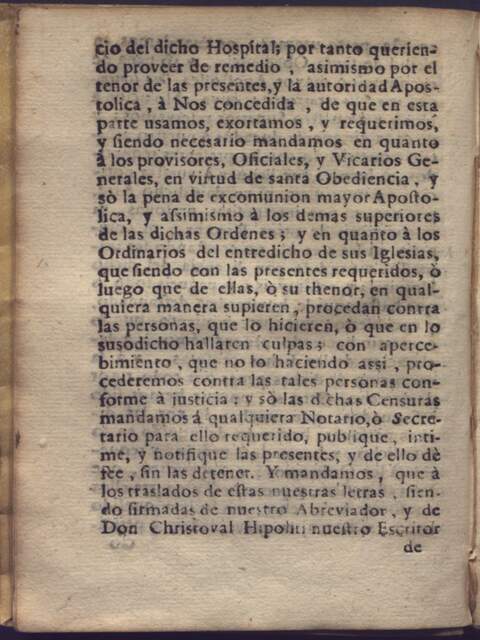 cio del dicho Hospital; por tanto querien-
do proveer de remedio, asimismo por el
tenor de las presentes, y la autoridad Apos-
tolica, à Nos concedida, de que en esta
parte usamos, exortamos, y requerimos,
y siendo necesario mandamos en quanto
à los provisores, Oficiales, y Vicarios Ge-
nerales, en virtud de santa Obediencia, y
sò la pena de excomunion mayor Aposto-
lica, y assimismo à los demas superiores
de las dichas Ordenes; y en quanto à los
Ordinarios del entredicho de sus Iglesias,
que siendo con las presentes requeridos, ò
luego que de ellas, ò su thenor, en qual-
quiera manera supieren, procedan contra
las personas, que lo hicieren, ò que en lo
susodicho hallaren culpas; con aperce-
bimiento, que no lo haciendo assi, pro-
cederemos contra las tales personas con-
forme à justicia: y sò las dichas Censuras
mandamos á qualquiera Notario, ò Secre-
tario para ello requerido, publique, inti-
me, y notifique las presentes, y de ello dè
fee, sin las detener. Y mandamos, que à
los traslados de estas nuestras letras, sien-
do firmadas de nuestro Abreviador, y de
Don Christoval Hipoliti nuestro Escritor
de